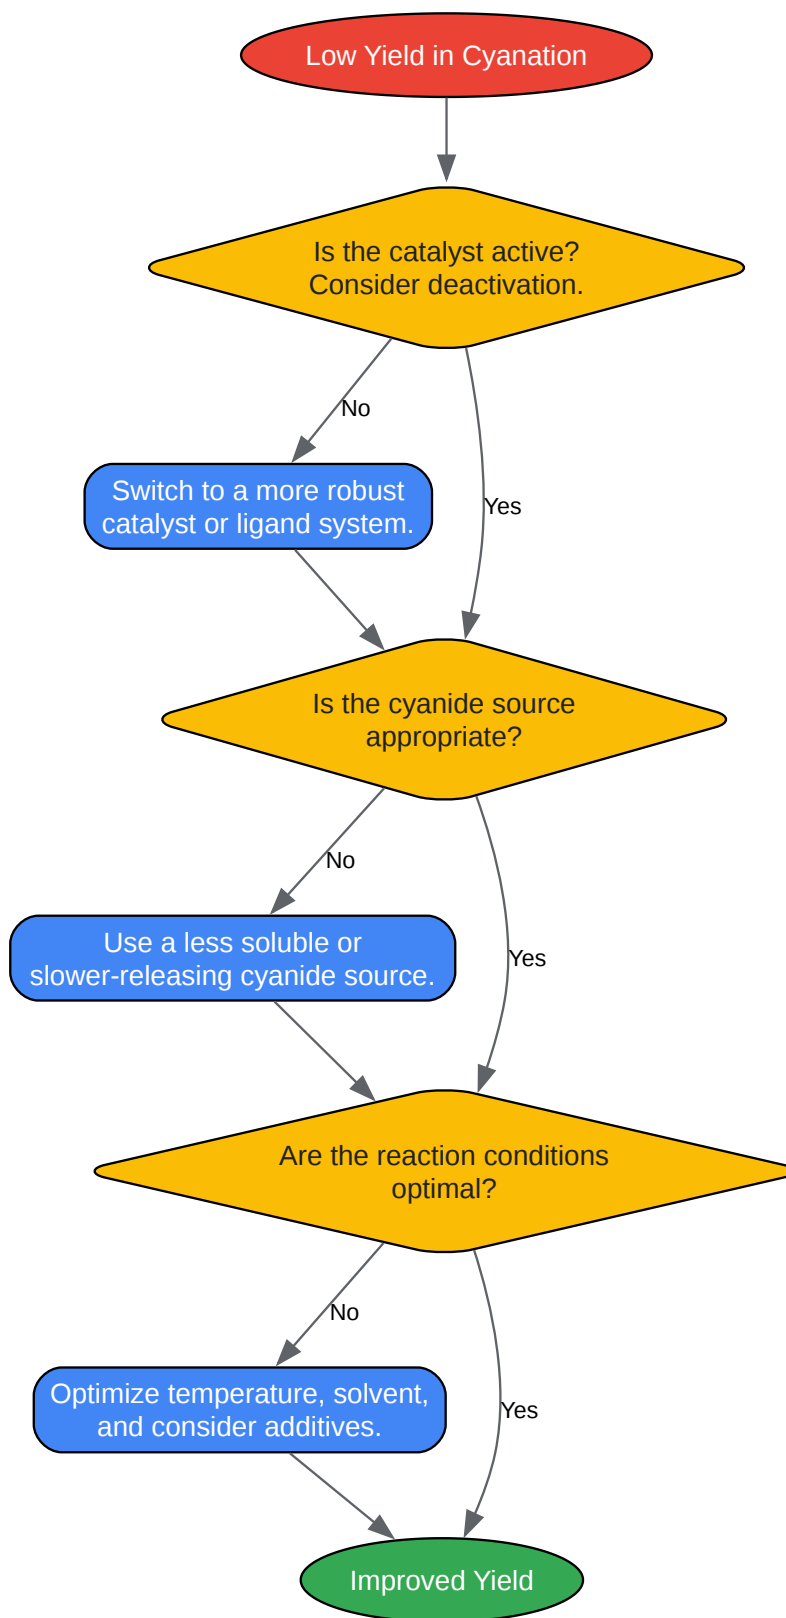 Low Yield in Cyanation
Is the catalyst active?
Consider deactivation.
No
Switch to a more robust
catalyst or ligand system.
Yes
Is the cyanide source
appropriate?
No
Use a less soluble or
slower-releasing cyanide source.
Yes
Are the reaction conditions
optimal?
No
Optimize temperature, solvent,
and consider additives.
Yes
Improved Yield